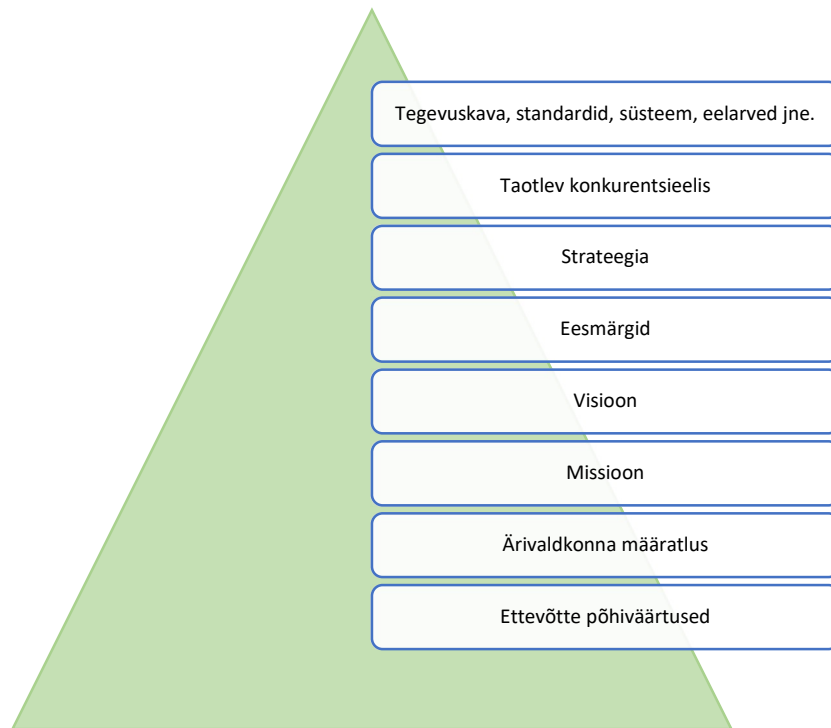 Tegevuskava, standardid, süsteem, eelarved jne.
Taotlev konkurentsieelis
Strateegia
Eesmärgid
Visioon
Missioon
Ärivaldkonna määratlus
Ettevõtte põhiväärtused